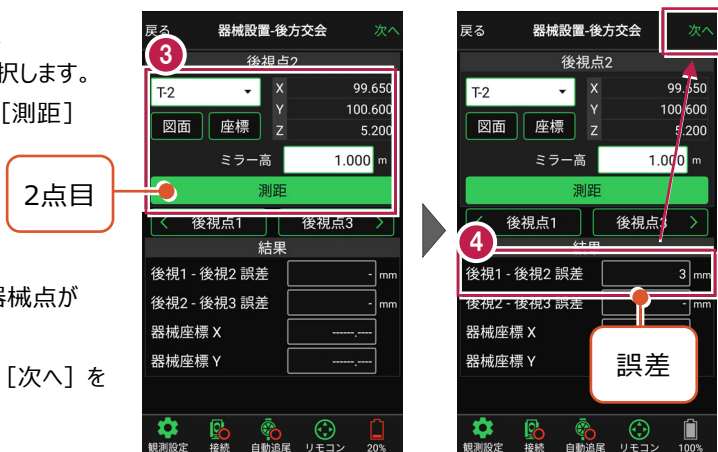 択します。
［測距］
2点目
器械点が
［次へ］を
戻る 器械設置-後方交会 次へ
3
後視点2
T-2
X 99.650
Y 100.600
Z 5.200
図面 座標
ミラー高 1.000 m
測距
後視点1 後視点3
結果
後視1 - 後視2 誤差 - mm
後視2 - 後視3 誤差 - mm
器械座標 X ------.----
器械座標 Y ------.----
観測設定 接続 自動追尾 リモコン 20%
戻る 器械設置-後方交会 次へ
後視点2
T-2
X 99.650
Y 100.600
Z 5.200
図面 座標
ミラー高 1.000 m
測距
後視点1 後視点3
4
結果
後視1 - 後視2 誤差 3 mm
後視2 - 後視3 誤差 - mm
器械座標 X
器械座標 Y
誤差
観測設定 接続 自動追尾 リモコン 100%